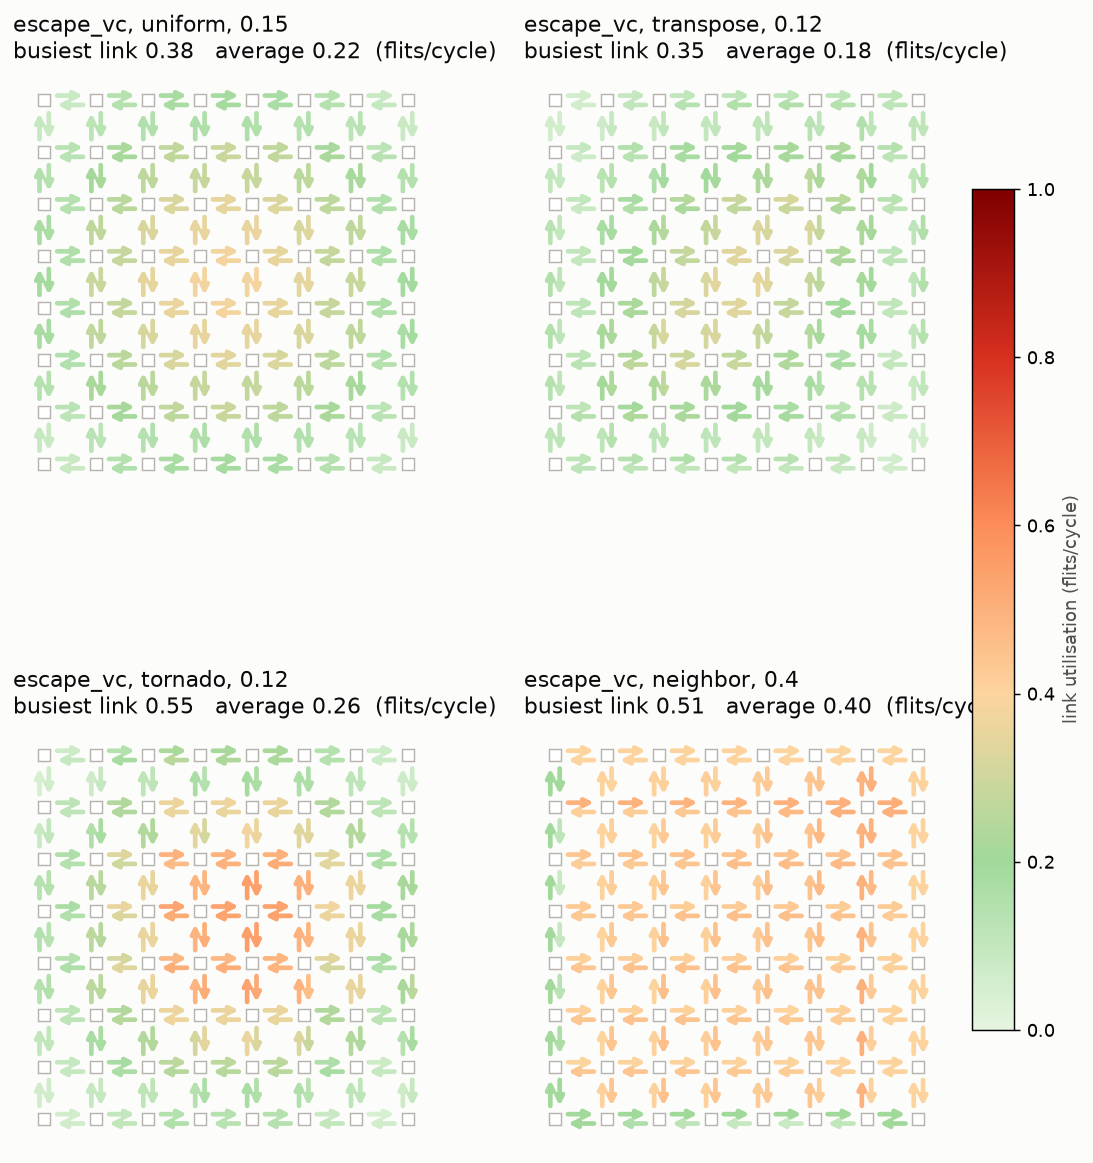 escape_vc, uniform, 0.15
busiest link 0.38   average 0.22  (flits/cycle)
escape_vc, transpose, 0.12
busiest link 0.35   average 0.18  (flits/cycle)
escape_vc, tornado, 0.12
busiest link 0.55   average 0.26  (flits/cycle)
escape_vc, neighbor, 0.4
busiest link 0.51   average 0.40  (flits/cyc
1.0
0.8
0.6
0.4
0.2
0.0
link utilisation (flits/cycle)